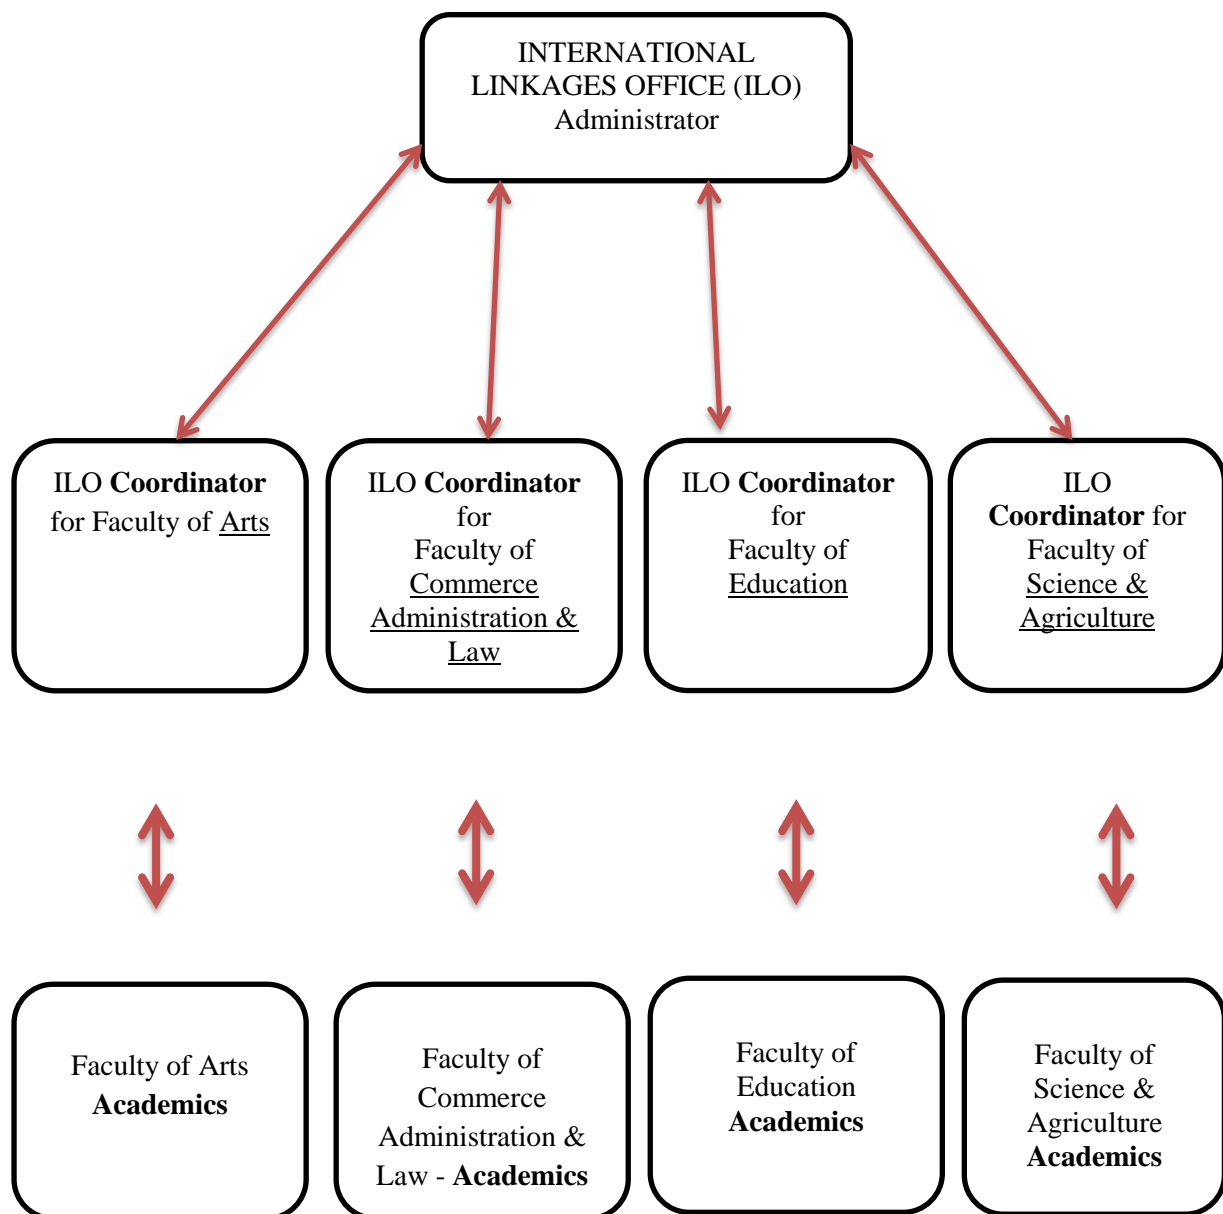 INTERNATIONAL
LINKAGES OFFICE (ILO)
Administrator
ILO Coordinator
for Faculty of Arts
ILO Coordinator
for
Faculty of
Commerce
Administration &
Law
ILO Coordinator
for
Faculty of
Education
ILO
Coordinator for
Faculty of
Science &
Agriculture
Faculty of Arts
Academics
Faculty of
Commerce
Administration &
Law - Academics
Faculty of
Education
Academics
Faculty of
Science &
Agriculture
Academics